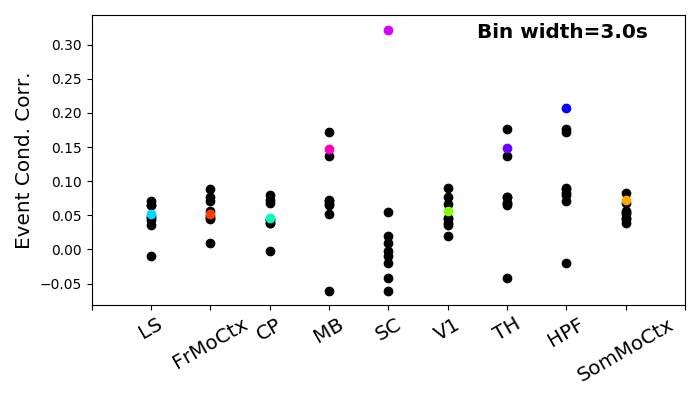 Bin width=3.0s
Event Cond. Corr.
0.30
0.25
0.20
0.15
0.10
0.05
0.00
−0.05
LS
FrMoCtx
CP
MB
SC
V1
TH
HPF
SomMoCtx